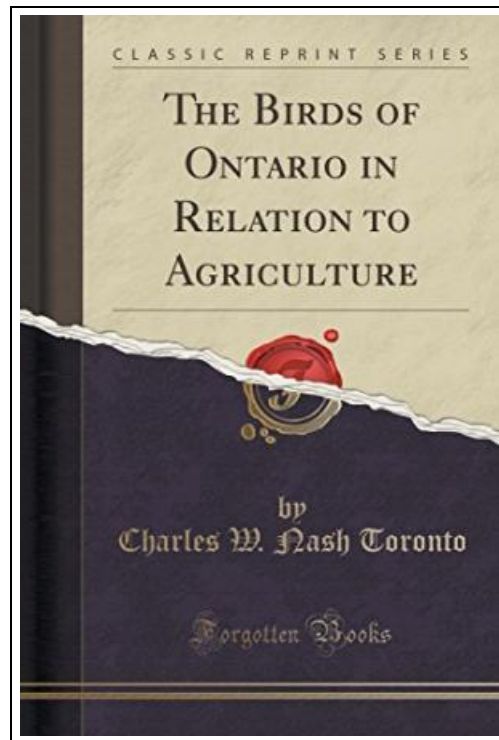 CLASSIC REPRINT SERIES
THE BIRDS OF
ONTARIO IN
RELATION TO
AGRICULTURE
by
Charles W. Nash Toronto
Forgotten Books